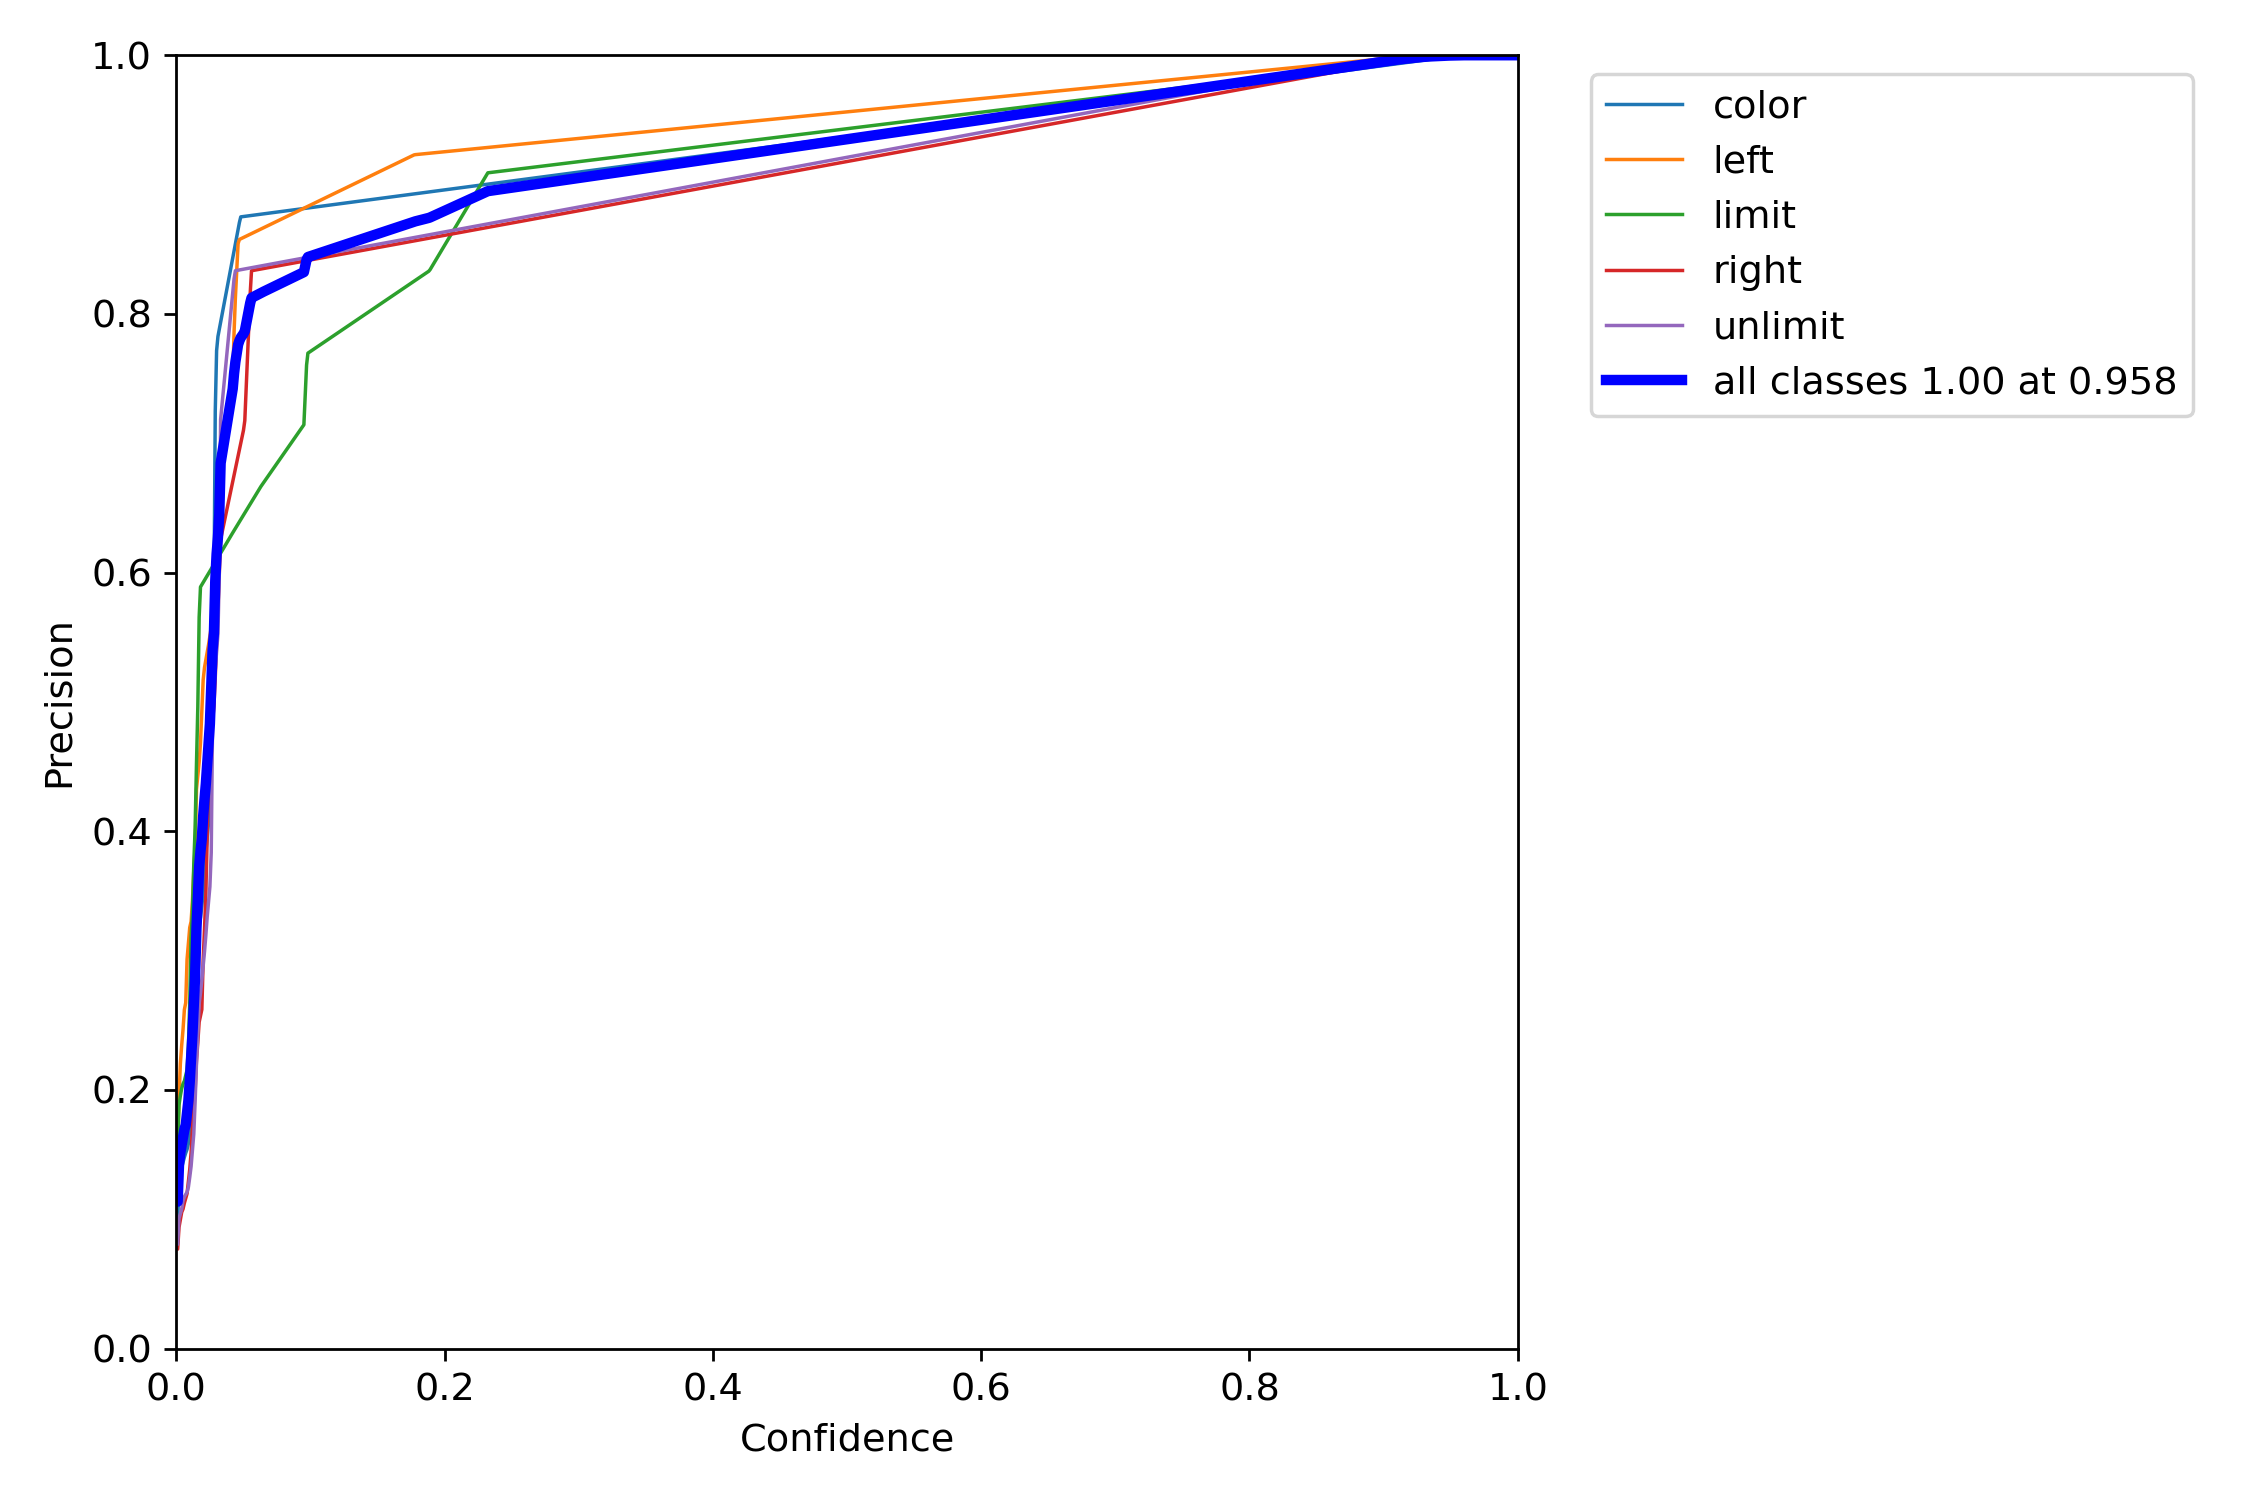 1.0
0.8
0.6
0.4
0.2
0.0
Precision
0.0 0.2 0.4 0.6 0.8 1.0
Confidence
color
left
limit
right
unlimit
all classes 1.00 at 0.958